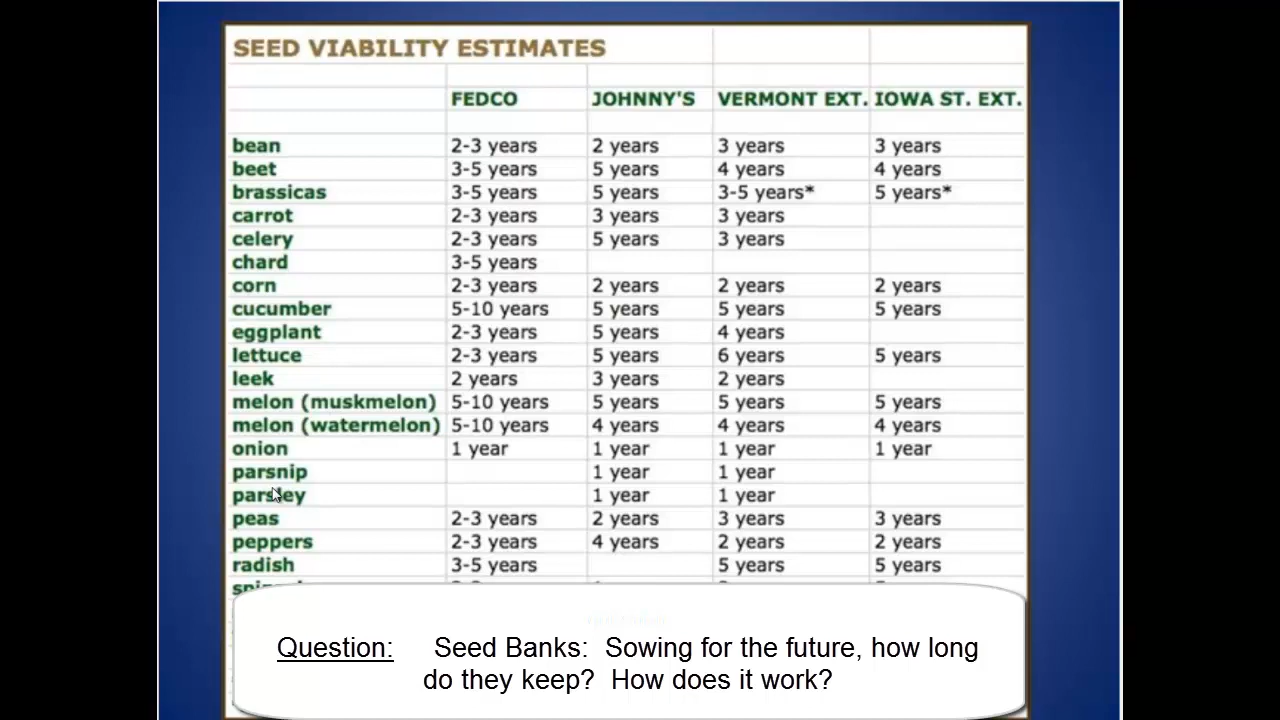 SEED VIABILITY ESTIMATES
FEDCO JOHNNY'S VERMONT EXT. IOWA ST. EXT.
bean 2-3 years 2 years 3 years 3 years
beet 3-5 years 5 years 4 years 4 years
brassicas 3-5 years 5 years 3-5 years* 5 years*
carrot 2-3 years 3 years 3 years
celery 2-3 years 5 years 3 years
chard 3-5 years
corn 2-3 years 2 years 2 years 2 years
cucumber 5-10 years 5 years 5 years 5 years
eggplant 2-3 years 5 years 4 years
lettuce 2-3 years 5 years 6 years 5 years
leek 2 years 3 years 2 years
melon (muskmelon) 5-10 years 5 years 5 years 5 years
melon (watermelon) 5-10 years 4 years 4 years 4 years
onion 1 year 1 year 1 year 1 year
parsnip 1 year 1 year
parsley 1 year 1 year
peas 2-3 years 2 years 3 years 3 years
peppers 2-3 years 4 years 2 years 2 years
radish 3-5 years 5 years 5 years
Question: Seed Banks: Sowing for the future, how long
do they keep? How does it work?